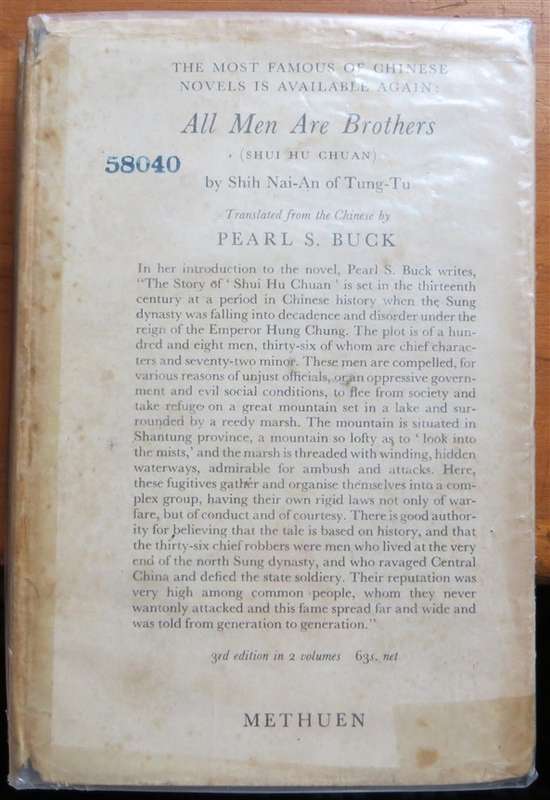 THE MOST FAMOUS OF CHINESE
NOVELS IS AVAILABLE AGAIN:
All Men Are Brothers
(SHUI HU CHUAN)
58040
by Shih Nai-An of Tung-Tu
Translated from the Chinese by
PEARL S. BUCK
In her introduction to the novel, Pearl S. Buck writes,
"The Story of ' Shui Hu Chuan ' is set in the thirteenth
century at a period in Chinese history when the Sung
dynasty was falling into decadence and disorder under the
reign of the Emperor Hung Chung. The plot is of a hun-
dred and eight men, thirty-six of whom are chief charac-
ters and seventy-two minor. These men are compelled, for
various reasons of unjust officials, or an oppressive govern-
ment and evil social conditions, to flee from society and
take refuge on a great mountain set in a lake and sur-
rounded by a reedy marsh. The mountain is situated in
Shantung province, a mountain so lofty as to ' look into
the mists,' and the marsh is threaded with winding, hidden
waterways, admirable for ambush and attacks. Here,
these fugitives gather and organise themselves into a com-
plex group, having their own rigid laws not only of war-
fare, but of conduct and of courtesy. There is good author-
ity for believing that the tale is based on history, and that
the thirty-six chief robbers were men who lived at the very
end of the north Sung dynasty, and who ravaged Central
China and defied the state soldiery. Their reputation was
very high among common people, whom they never
wantonly attacked and this fame spread far and wide and
was told from generation to generation."
3rd edition in 2 volumes 63s. net
METHUEN